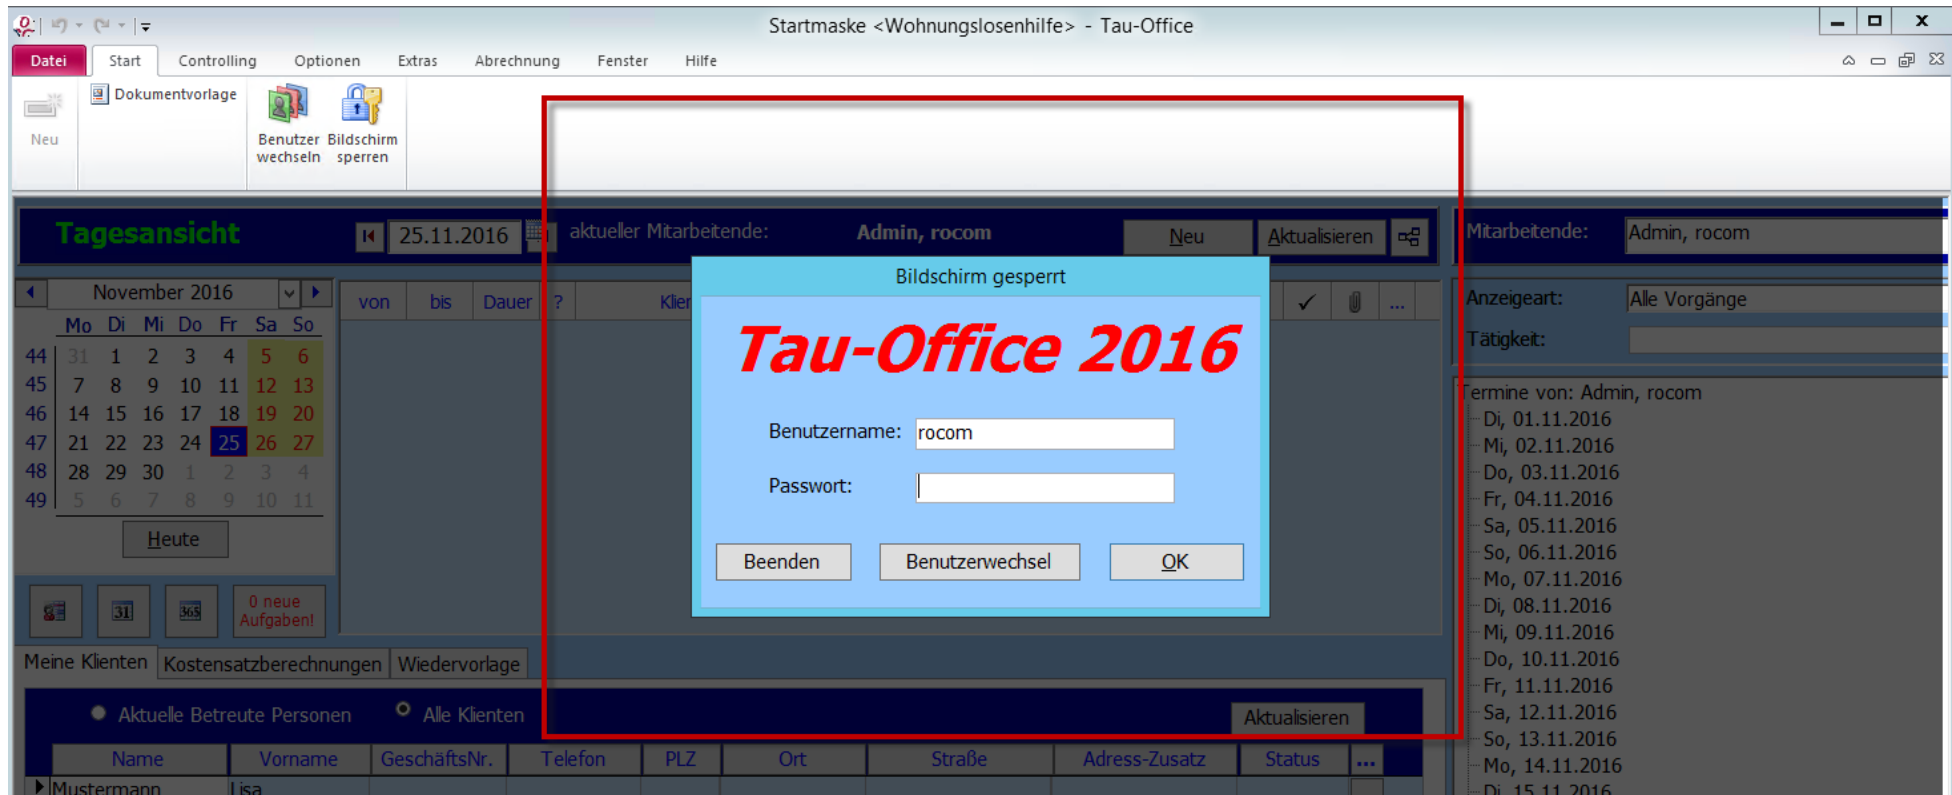 Startmaske <Wohnungslosenhilfe> - Tau-Office
Datei Start Controlling Optionen Extras Abrechnung Fenster Hilfe
Neu
Dokumentvorlage
Benutzer wechseln
Bildschirm sperren
Tagesansicht 25.11.2016 aktueller Mitarbeitende: Admin, rocom Neu Aktualisieren
Mitarbeitende: Admin, rocom
November 2016
Mo Di Mi Do Fr Sa So
44 31 1 2 3 4 5 6
45 7 8 9 10 11 12 13
46 14 15 16 17 18 19 20
47 21 22 23 24 25 26 27
48 28 29 30 1 2 3 4
49 5 6 7 8 9 10 11
Heute
31
365
0 neue
Aufgaben!
von bis Dauer ? Klien ...
Bildschirm gesperrt
Tau-Office 2016
Benutzername: rocom
Passwort:
Beenden Benutzerwechsel OK
Anzeigeart: Alle Vorgänge
Tätigkeit:
Termine von: Admin, rocom
Di, 01.11.2016
Mi, 02.11.2016
Do, 03.11.2016
Fr, 04.11.2016
Sa, 05.11.2016
So, 06.11.2016
Mo, 07.11.2016
Di, 08.11.2016
Mi, 09.11.2016
Do, 10.11.2016
Fr, 11.11.2016
Sa, 12.11.2016
So, 13.11.2016
Mo, 14.11.2016
Di, 15.11.2016
Meine Klienten Kostensatzberechnungen Wiedervorlage
Aktuelle Betreute Personen Alle Klienten Aktualisieren
Name Vorname GeschäftsNr. Telefon PLZ Ort Straße Adress-Zusatz Status ...
Mustermann Lisa